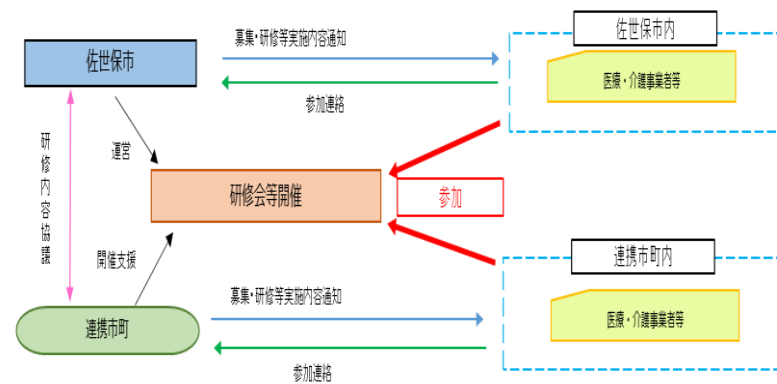 佐世保市内
募集・研修等実施内容通知
佐世保市
医療・介護事業者等
参加連絡
研修内容協議
運営
研修会等開催
参加
連携市町内
開催支援
募集・研修等実施内容通知
連携市町
医療・介護事業者等
参加連絡